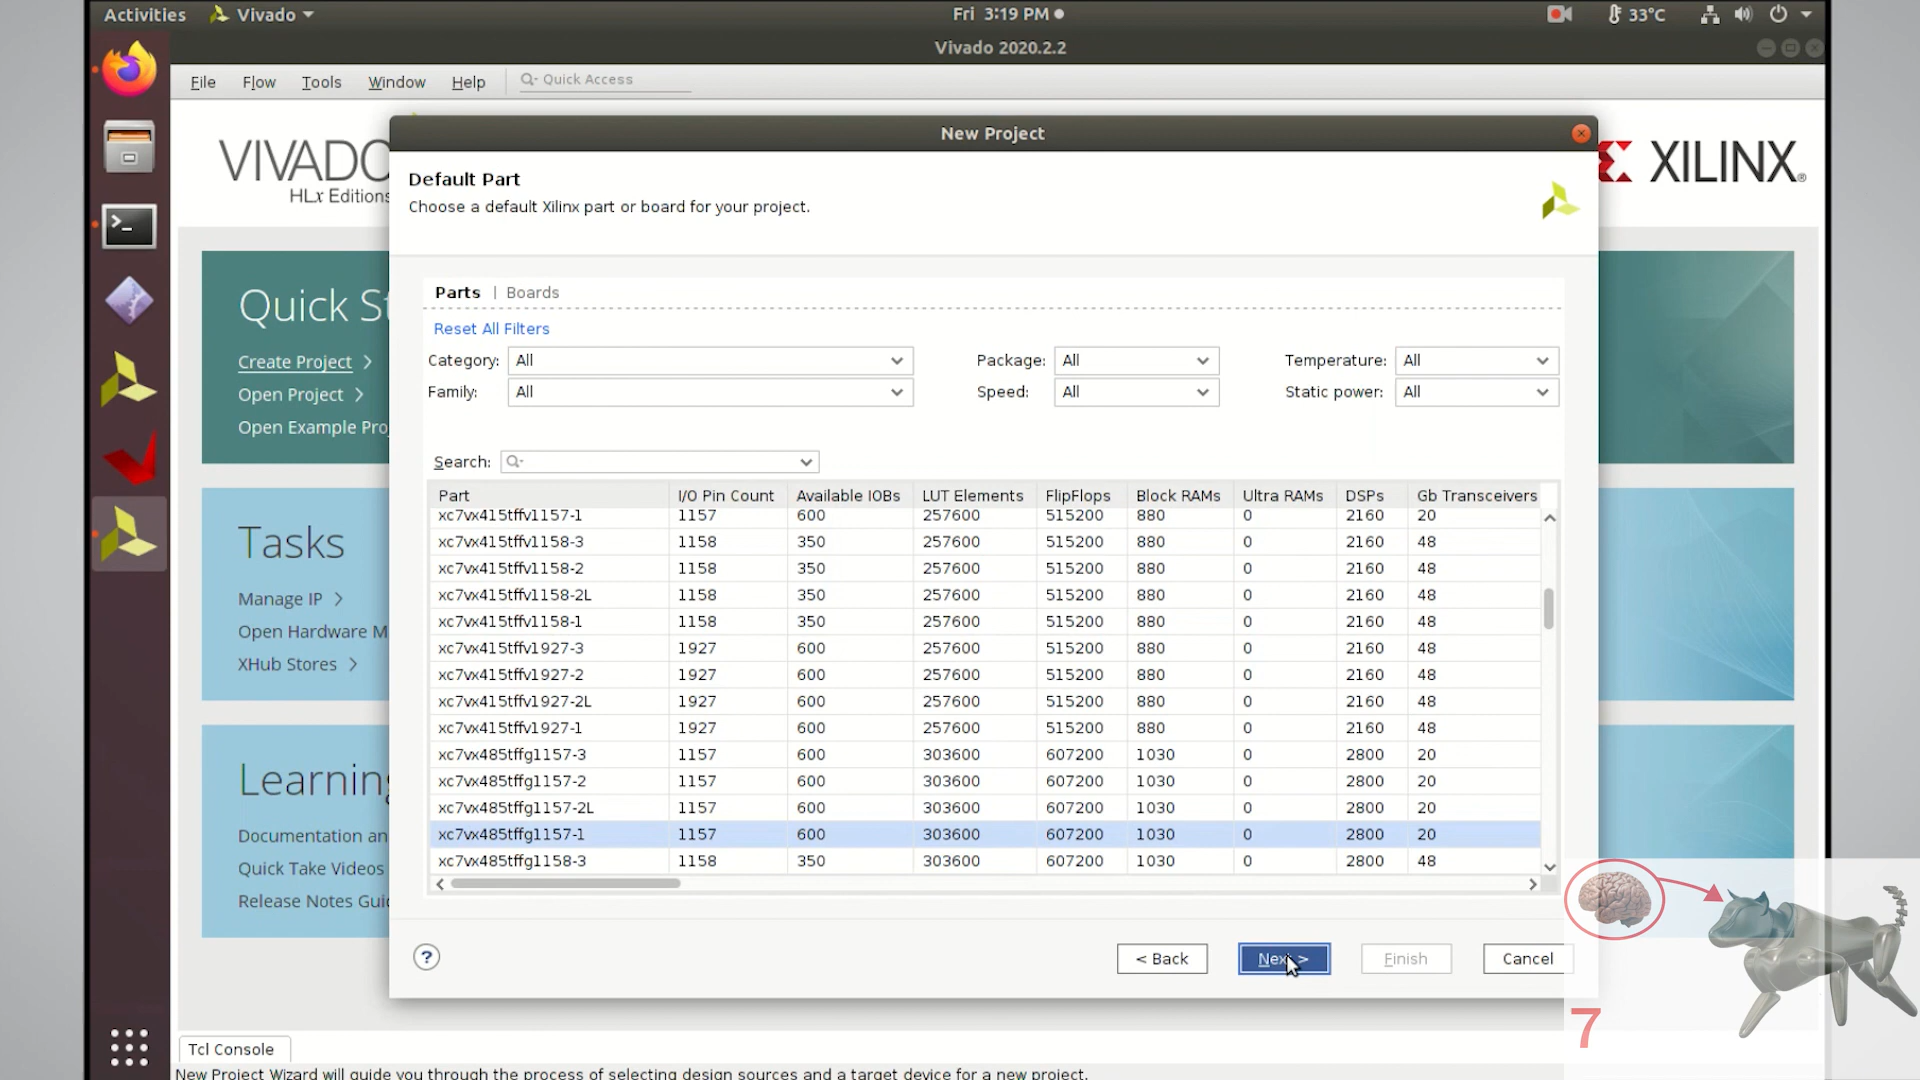 Activities Vivado Fri 3:19 PM 33°C
Vivado 2020.2.2
File Flow Tools Window Help Quick Access
New Project
VIVADO
HLx Editions
XILINX
Default Part
Choose a default Xilinx part or board for your project.
Quick St
Create Project
Open Project
Open Example Proj
Tasks
Manage IP
Open Hardware M
XHub Stores
Learning
Documentation an
Quick Take Videos
Release Notes Guid
Parts | Boards
Reset All Filters
Category: All Package: All Temperature: All
Family: All Speed: All Static power: All
Search:
Part I/O Pin Count Available IOBs LUT Elements FlipFlops Block RAMs Ultra RAMs DSPs Gb Transceivers
xc7vx415tffv1157-1 1157 600 257600 515200 880 0 2160 20
xc7vx415tffv1158-3 1158 350 257600 515200 880 0 2160 48
xc7vx415tffv1158-2 1158 350 257600 515200 880 0 2160 48
xc7vx415tffv1158-2L 1158 350 257600 515200 880 0 2160 48
xc7vx415tffv1158-1 1158 350 257600 515200 880 0 2160 48
xc7vx415tffv1927-3 1927 600 257600 515200 880 0 2160 48
xc7vx415tffv1927-2 1927 600 257600 515200 880 0 2160 48
xc7vx415tffv1927-2L 1927 600 257600 515200 880 0 2160 48
xc7vx415tffv1927-1 1927 600 257600 515200 880 0 2160 48
xc7vx485tffg1157-3 1157 600 303600 607200 1030 0 2800 20
xc7vx485tffg1157-2 1157 600 303600 607200 1030 0 2800 20
xc7vx485tffg1157-2L 1157 600 303600 607200 1030 0 2800 20
xc7vx485tffg1157-1 1157 600 303600 607200 1030 0 2800 20
xc7vx485tffg1158-3 1158 350 303600 607200 1030 0 2800 48
? < Back Next > Finish Cancel
7
Tcl Console
New Project Wizard will guide you through the process of selecting design sources and a target device for a new project.